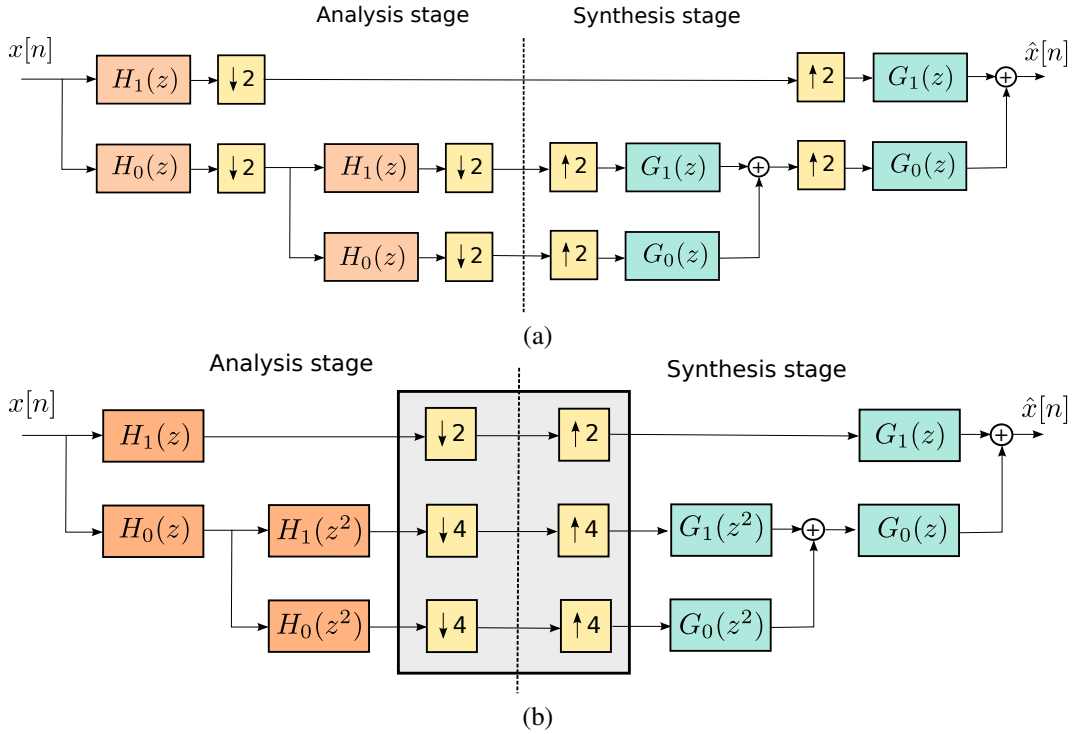 Analysis stage Synthesis stage
x[n] H₁(z) ↓2 ↑2 G₁(z) + x̂[n]
H₀(z) ↓2 H₁(z) ↓2 ↑2 G₁(z) + ↑2 G₀(z)
H₀(z) ↓2 ↑2 G₀(z)
(a)
Analysis stage Synthesis stage
x[n] H₁(z) ↓2 ↑2 G₁(z) + x̂[n]
H₀(z) H₁(z²) ↓4 ↑4 G₁(z²) + G₀(z)
H₀(z²) ↓4 ↑4 G₀(z²)
(b)